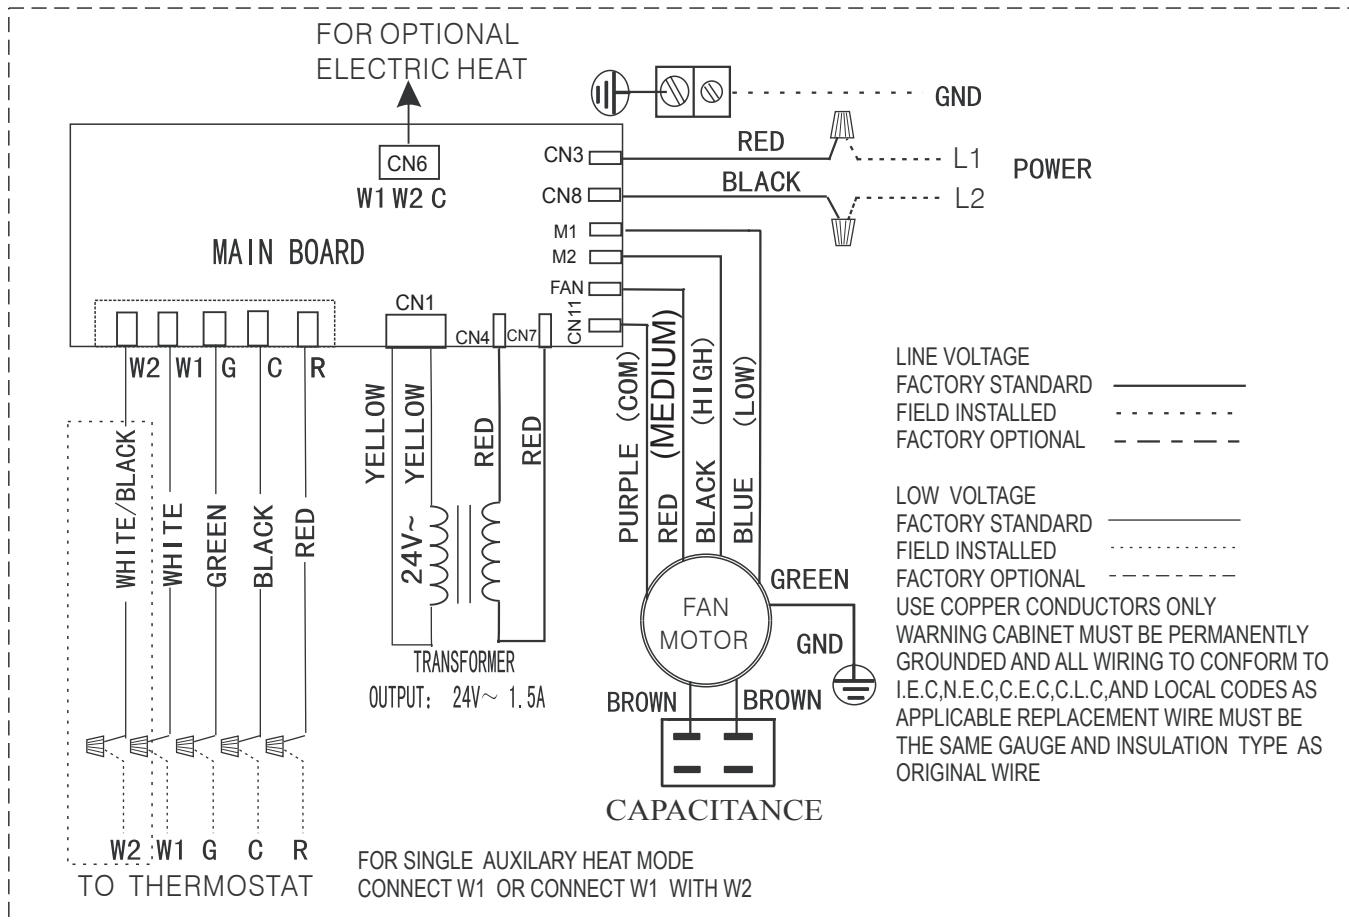 FOR OPTIONAL
ELECTRIC HEAT
GND
CN6
W1 W2 C
CN3
RED
L1
POWER
CN8
BLACK
L2
M1
M2
MAIN BOARD
FAN
CN11
CN1
CN4
CN7
W2 W1 G C R
WHITE/BLACK
WHITE
GREEN
BLACK
RED
YELLOW
YELLOW
24V~
RED
RED
PURPLE (COM)
RED (MEDIUM)
BLACK (HIGH)
BLUE (LOW)
TRANSFORMER
OUTPUT: 24V~ 1.5A
FAN
MOTOR
GREEN
GND
BROWN
BROWN
CAPACITANCE
LINE VOLTAGE
FACTORY STANDARD
FIELD INSTALLED
FACTORY OPTIONAL
LOW VOLTAGE
FACTORY STANDARD
FIELD INSTALLED
FACTORY OPTIONAL
USE COPPER CONDUCTORS ONLY
WARNING CABINET MUST BE PERMANENTLY
GROUNDED AND ALL WIRING TO CONFORM TO
I.E.C,N.E.C,C.E.C,C.L.C,AND LOCAL CODES AS
APPLICABLE REPLACEMENT WIRE MUST BE
THE SAME GAUGE AND INSULATION TYPE AS
ORIGINAL WIRE
W2 W1 G C R
TO THERMOSTAT
FOR SINGLE AUXILARY HEAT MODE
CONNECT W1 OR CONNECT W1 WITH W2